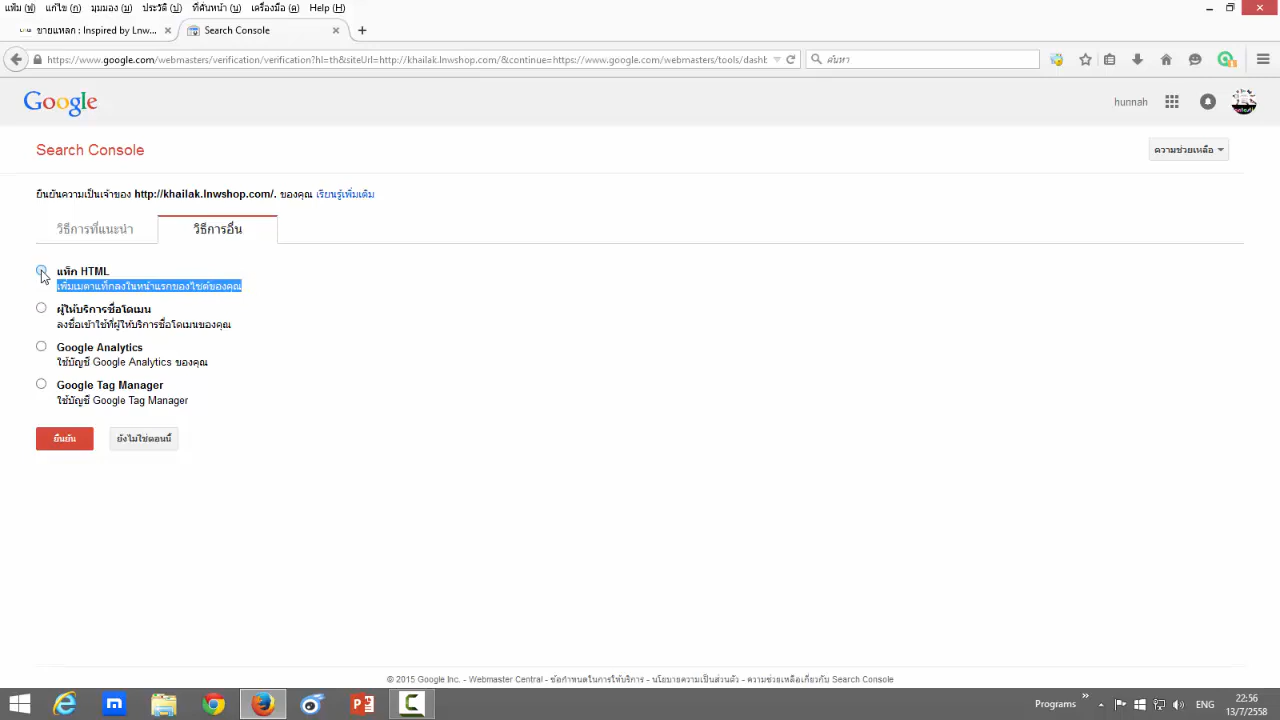 แฟ้ม (ฟ) แก้ไข (ก) มุมมอง (ม) ประวัติ (ป) ที่คั่นหน้า (น) เครื่องมือ (ค) Help (H)
ขายแหลก : Inspired by Lnw... × Search Console × +
https://www.google.com/webmasters/verification/verification?hl=th&siteUrl=http://khailak.lnwshop.com/&continue=https://www.google.com/webmasters/tools/dashb ค้นหา
Google hunnah
Search Console ความช่วยเหลือ
ยืนยันความเป็นเจ้าของ http://khailak.lnwshop.com/. ของคุณ เรียนรู้เพิ่มเติม
วิธีการที่แนะนำ วิธีการอื่น
แท็ก HTML
เพิ่มเมตาแท็กลงในหน้าแรกของไซต์ของคุณ
ผู้ให้บริการชื่อโดเมน
ลงชื่อเข้าใช้ที่ผู้ให้บริการชื่อโดเมนของคุณ
Google Analytics
ใช้บัญชี Google Analytics ของคุณ
Google Tag Manager
ใช้บัญชี Google Tag Manager
ยืนยัน ยังไม่ใช่ตอนนี้
© 2015 Google Inc. - Webmaster Central - ข้อกำหนดในการให้บริการ - นโยบายความเป็นส่วนตัว - ความช่วยเหลือเกี่ยวกับ Search Console
Programs ENG 22:56
13/7/2558